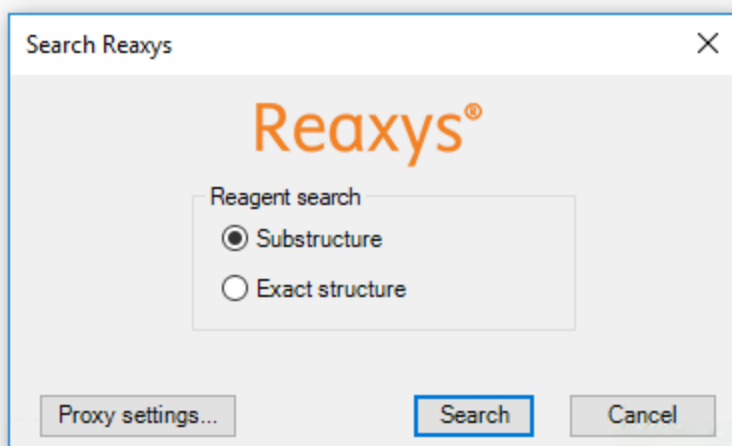 Search Reaxys
Reaxys®
Reagent search
Substructure
Exact structure
Proxy settings...
Search
Cancel